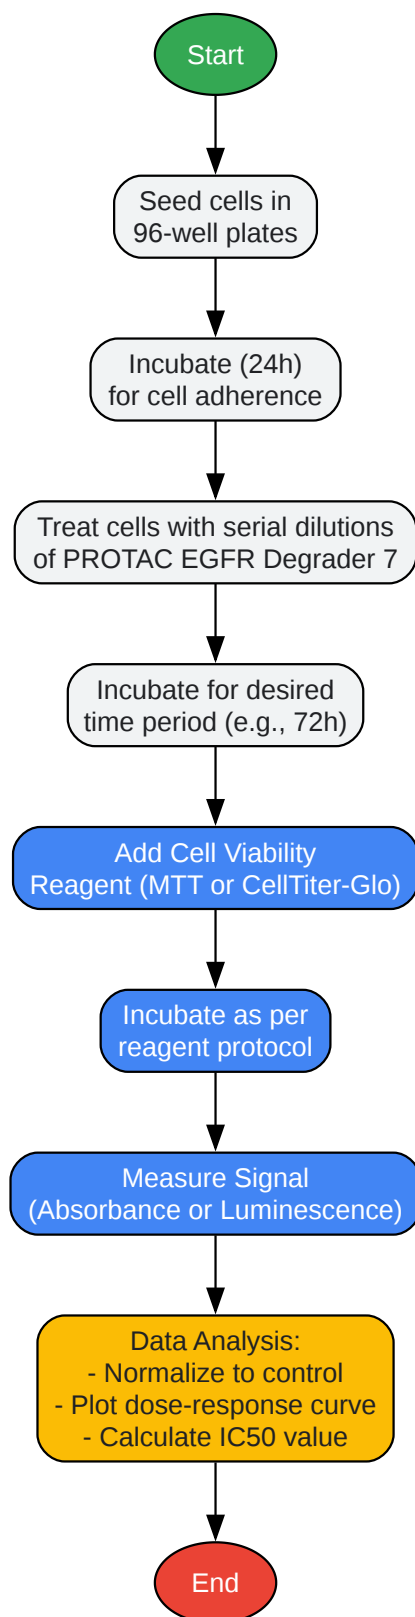 Start
Seed cells in
96-well plates
Incubate (24h)
for cell adherence
Treat cells with serial dilutions
of PROTAC EGFR Degrader 7
Incubate for desired
time period (e.g., 72h)
Add Cell Viability
Reagent (MTT or CellTiter-Glo)
Incubate as per
reagent protocol
Measure Signal
(Absorbance or Luminescence)
Data Analysis:
- Normalize to control
- Plot dose-response curve
- Calculate IC50 value
End